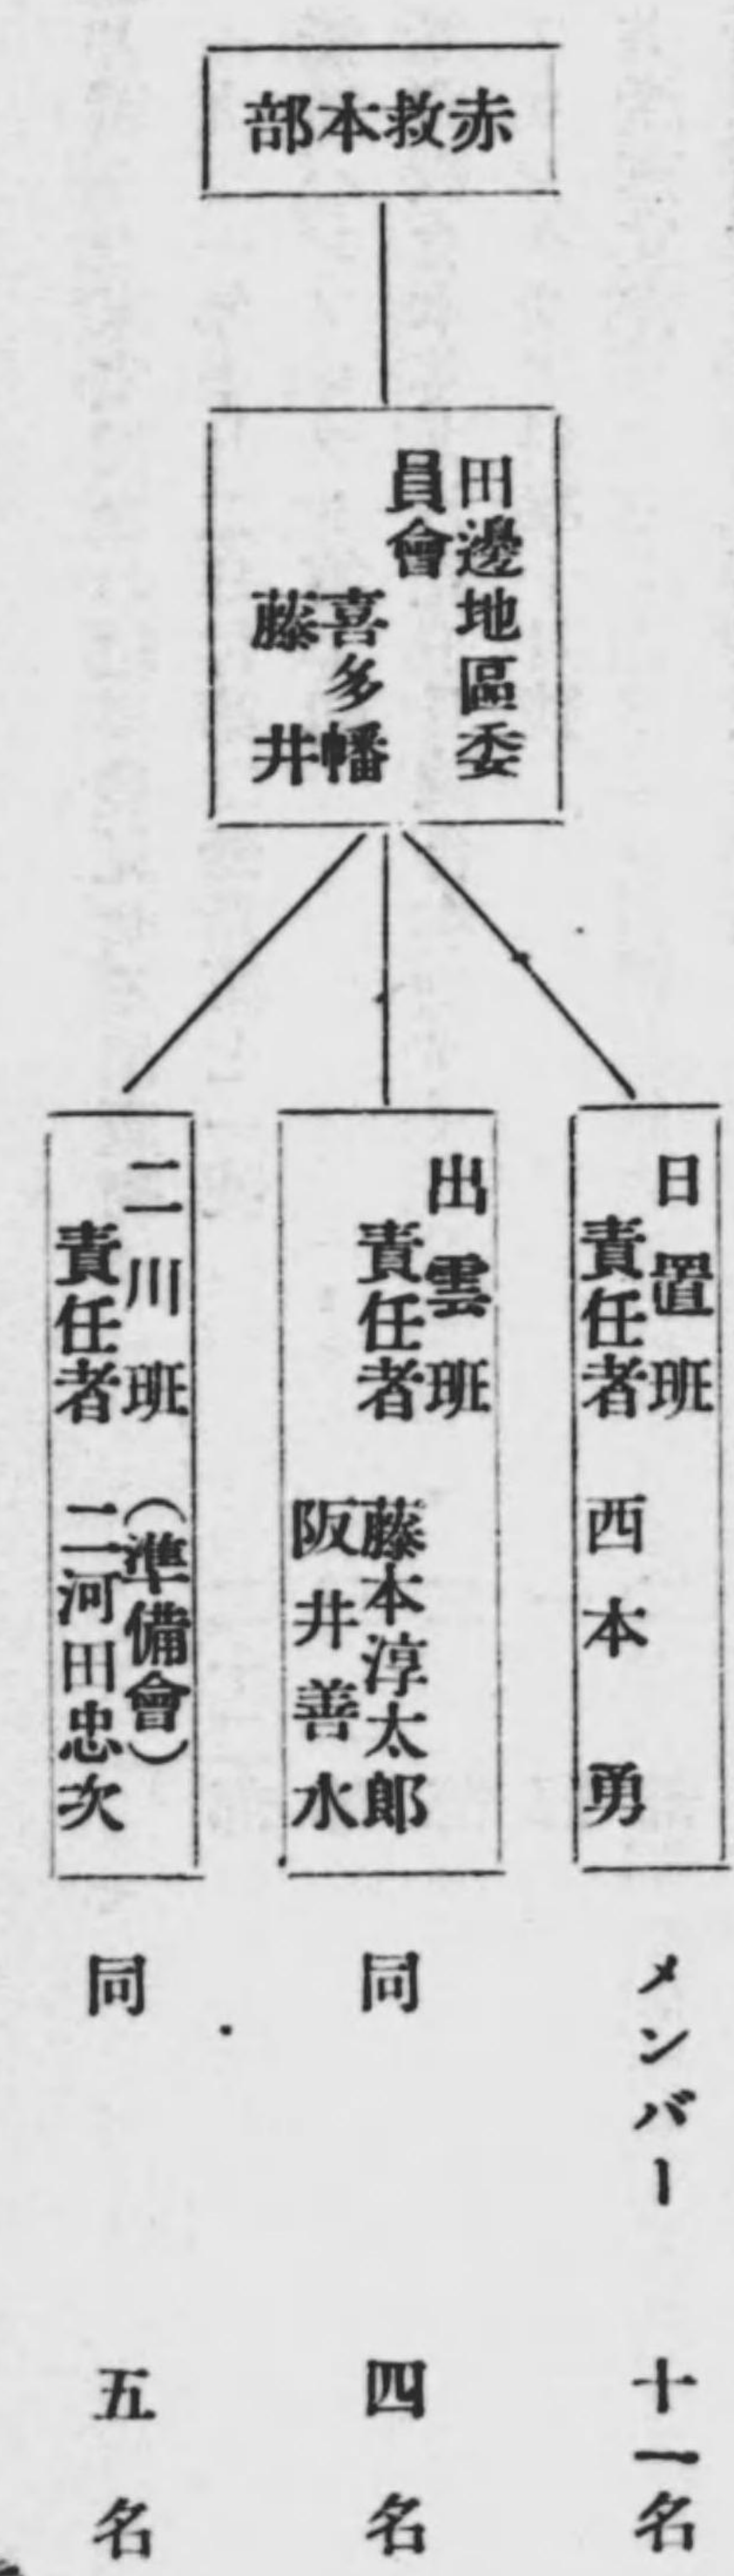 赤救本部
田邊地區委
員會
喜多幡
藤井
日置班
責任者 西本勇
メンバー 十一名
出雲班
責任者 藤本淳太郎
阪井善水
同 四名
二川班 (準備會)
責任者 二河田忠次
同 五名